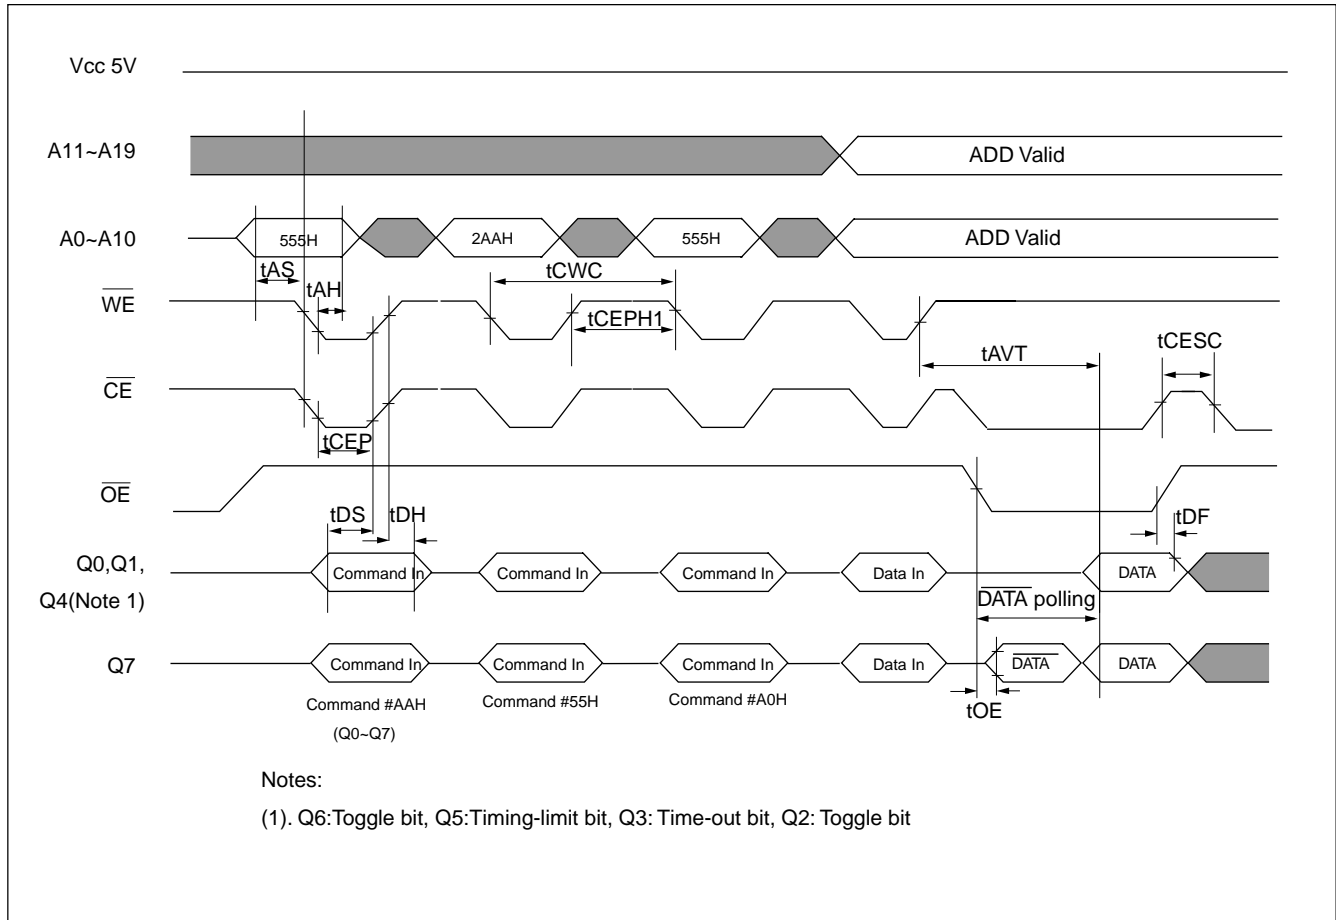 Vcc 5V
A11~A19
ADD Valid
A0~A10
555H
2AAH
555H
ADD Valid
tAS
tCWC
tAH
WE
tCEPH1
tAVT
tCESC
CE
tCEP
OE
tDS
tDH
tDF
Q0,Q1,
Command In
Command In
Command In
Data In
DATA
Q4(Note 1)
DATA polling
Q7
Command In
Command In
Command In
Data In
DATA
DATA
Command #AAH
Command #55H
Command #A0H
tOE
(Q0~Q7)
Notes:
(1). Q6:Toggle bit, Q5:Timing-limit bit, Q3: Time-out bit, Q2: Toggle bit